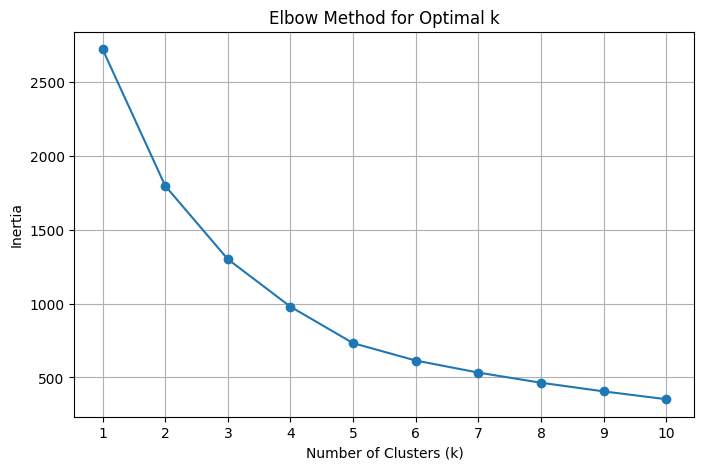 Elbow Method for Optimal k
Inertia
2500
2000
1500
1000
500
1 2 3 4 5 6 7 8 9 10
Number of Clusters (k)